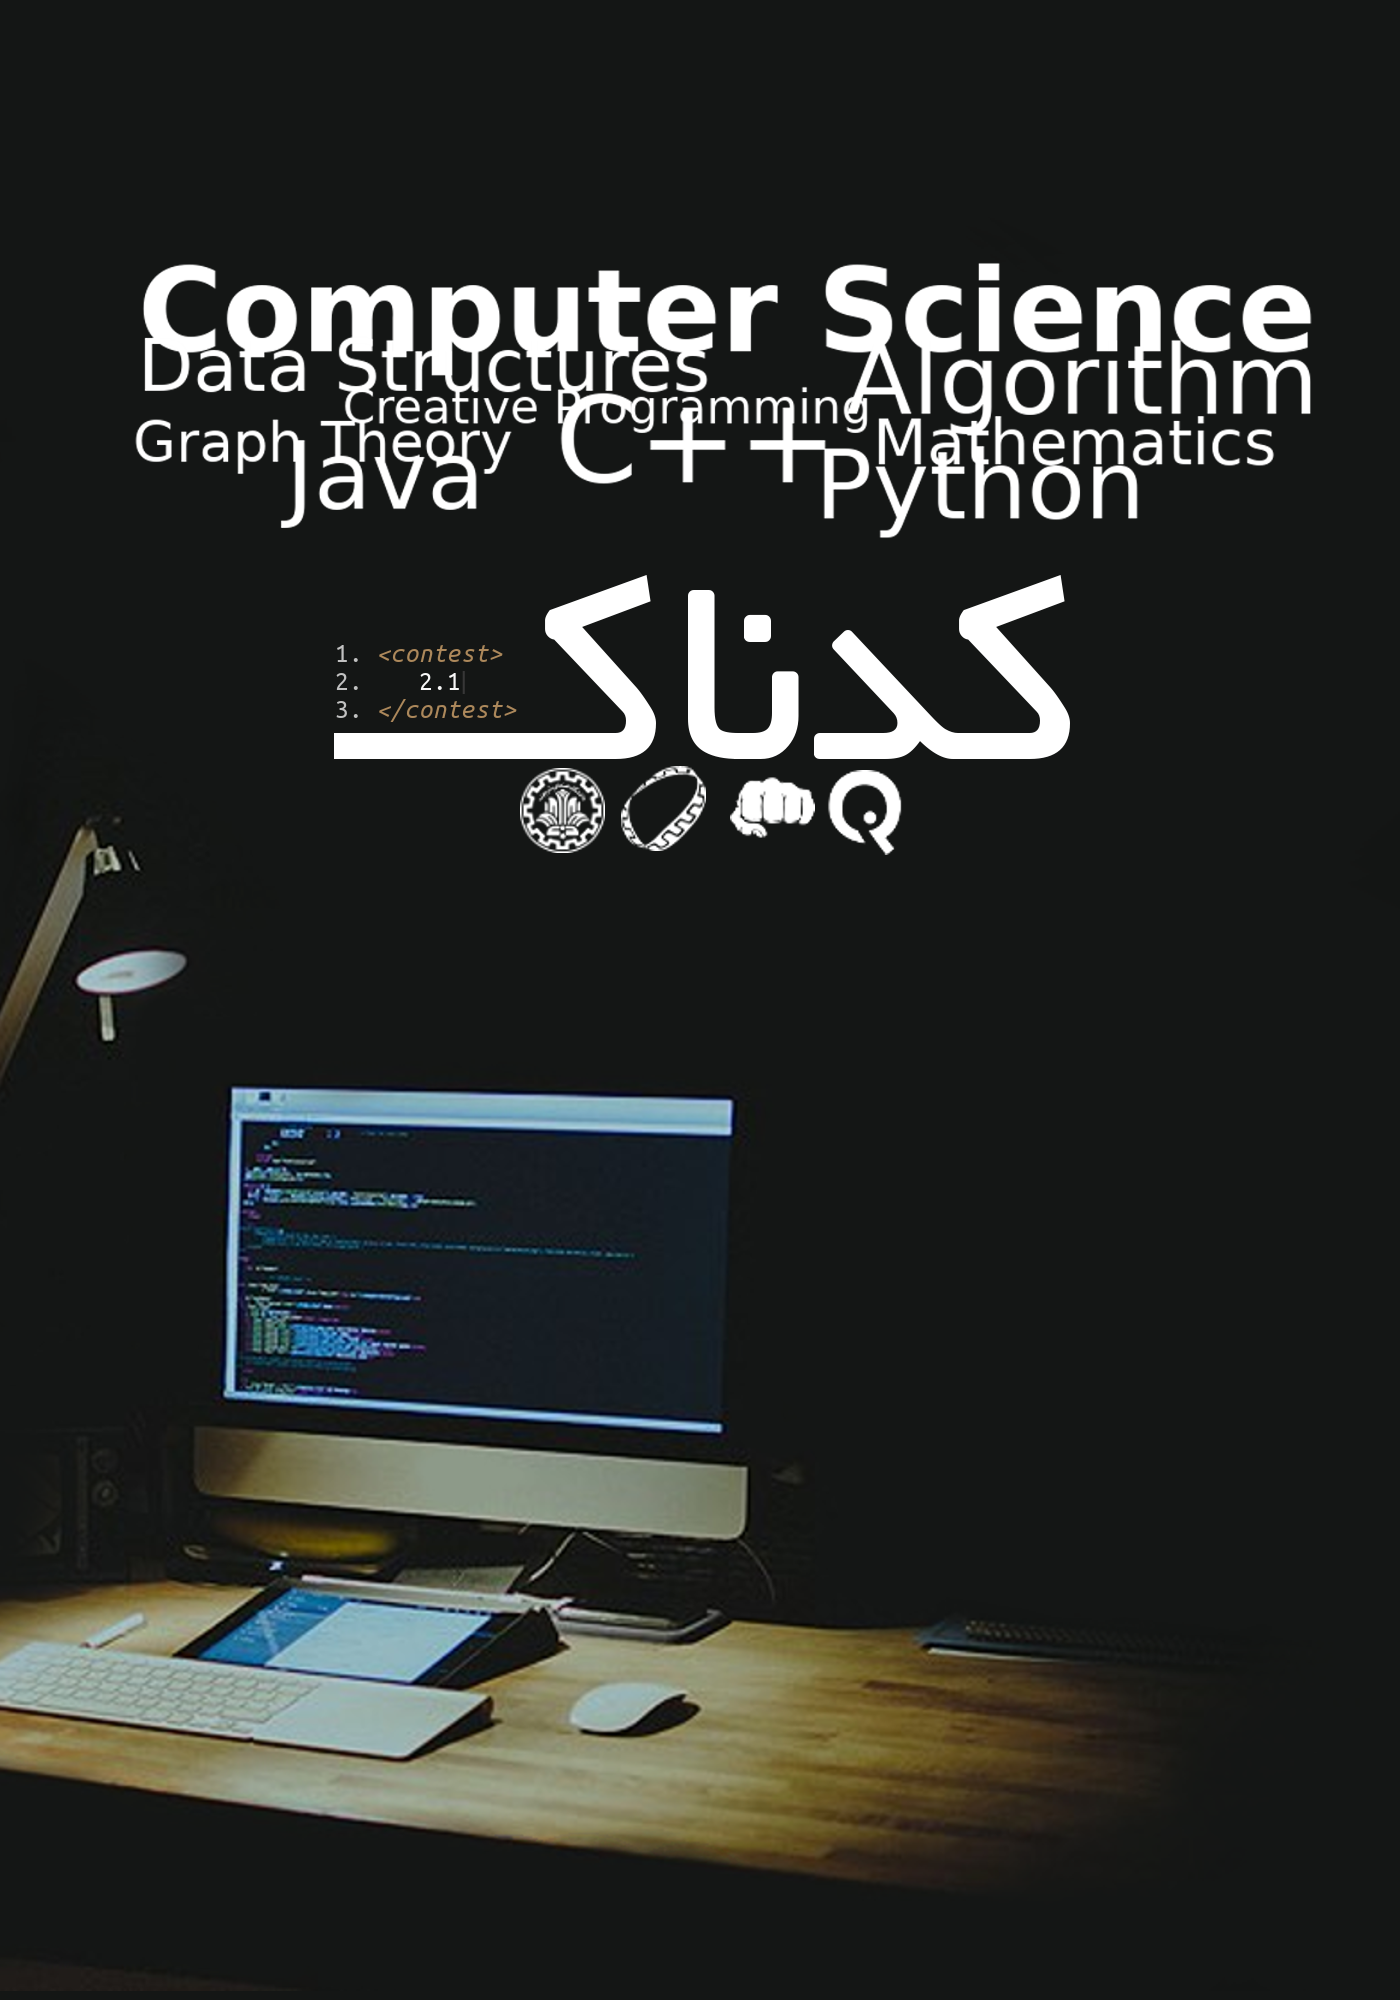 Computer Science
Data Structures
Algorithm
Creative Programming
Graph Theory
C++
Mathematics
Java
Python
کدناک
1. <contest>
2. 2.1
3. </contest>